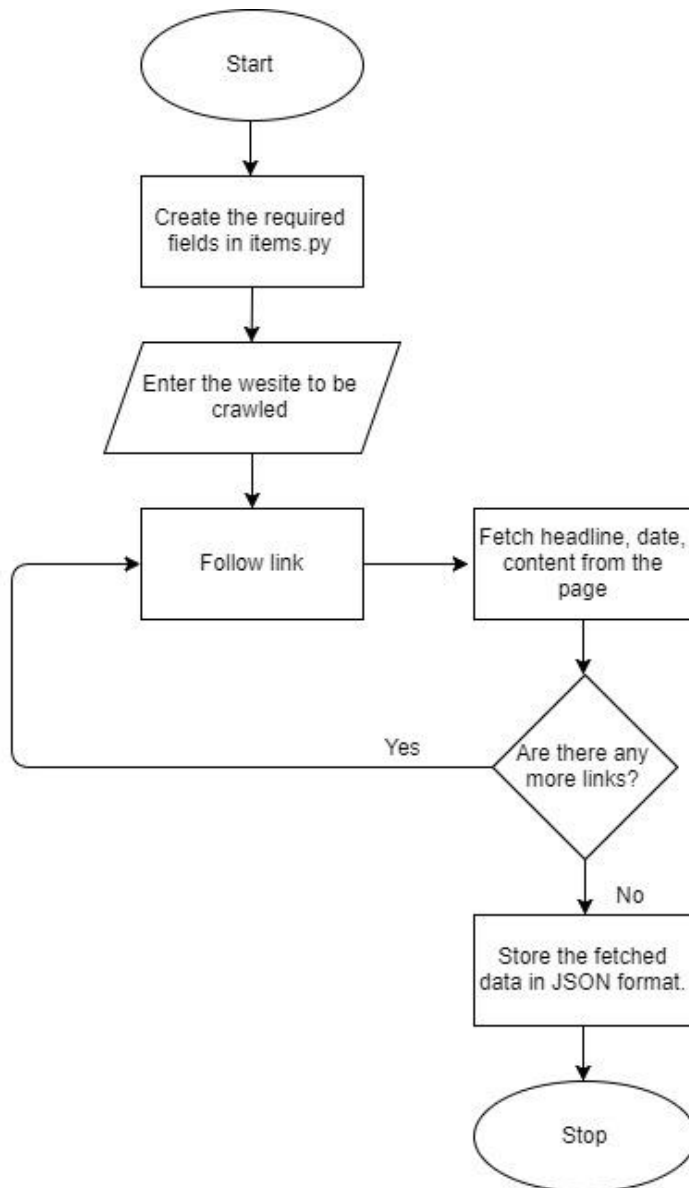 Start
Create the required
fields in items.py
Enter the wesite to be
crawled
Follow link
Fetch headline, date,
content from the
page
Are there any
more links?
Yes
No
Store the fetched
data in JSON format.
Stop